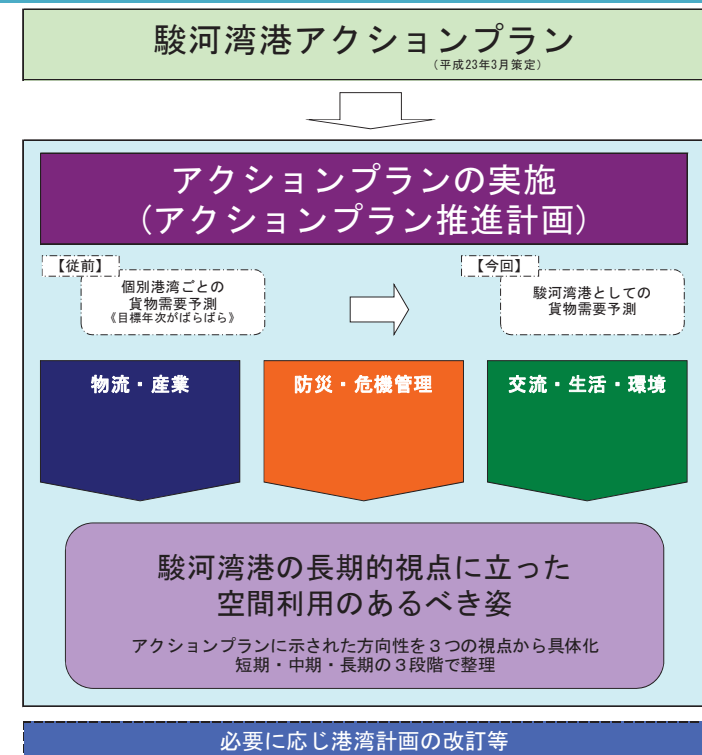 駿河湾港アクションプラン
(平成23年3月策定)
アクションプランの実施
(アクションプラン推進計画)
【従前】
個別港湾ごとの
貨物需要予測
《目標年次がばらばら》
【今回】
駿河湾港としての
貨物需要予測
物流・産業
防災・危機管理
交流・生活・環境
駿河湾港の長期的視点に立った
空間利用のあるべき姿
アクションプランに示された方向性を３つの視点から具体化
短期・中期・長期の３段階で整理
必要に応じ港湾計画の改訂等